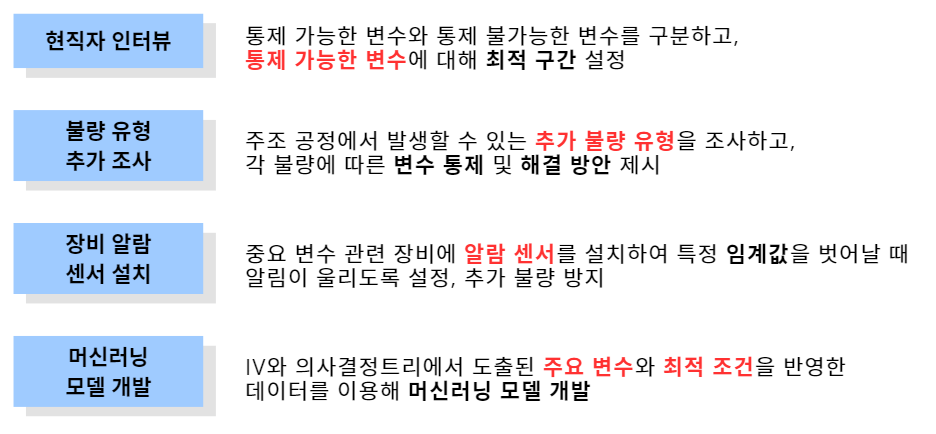 현직자 인터뷰
통제 가능한 변수와 통제 불가능한 변수를 구분하고,
통제 가능한 변수에 대해 최적 구간 설정
불량 유형
추가 조사
주조 공정에서 발생할 수 있는 추가 불량 유형을 조사하고,
각 불량에 따른 변수 통제 및 해결 방안 제시
장비 알람
센서 설치
중요 변수 관련 장비에 알람 센서를 설치하여 특정 임계값을 벗어날 때
알림이 울리도록 설정, 추가 불량 방지
머신러닝
모델 개발
IV와 의사결정트리에서 도출된 주요 변수와 최적 조건을 반영한
데이터를 이용해 머신러닝 모델 개발